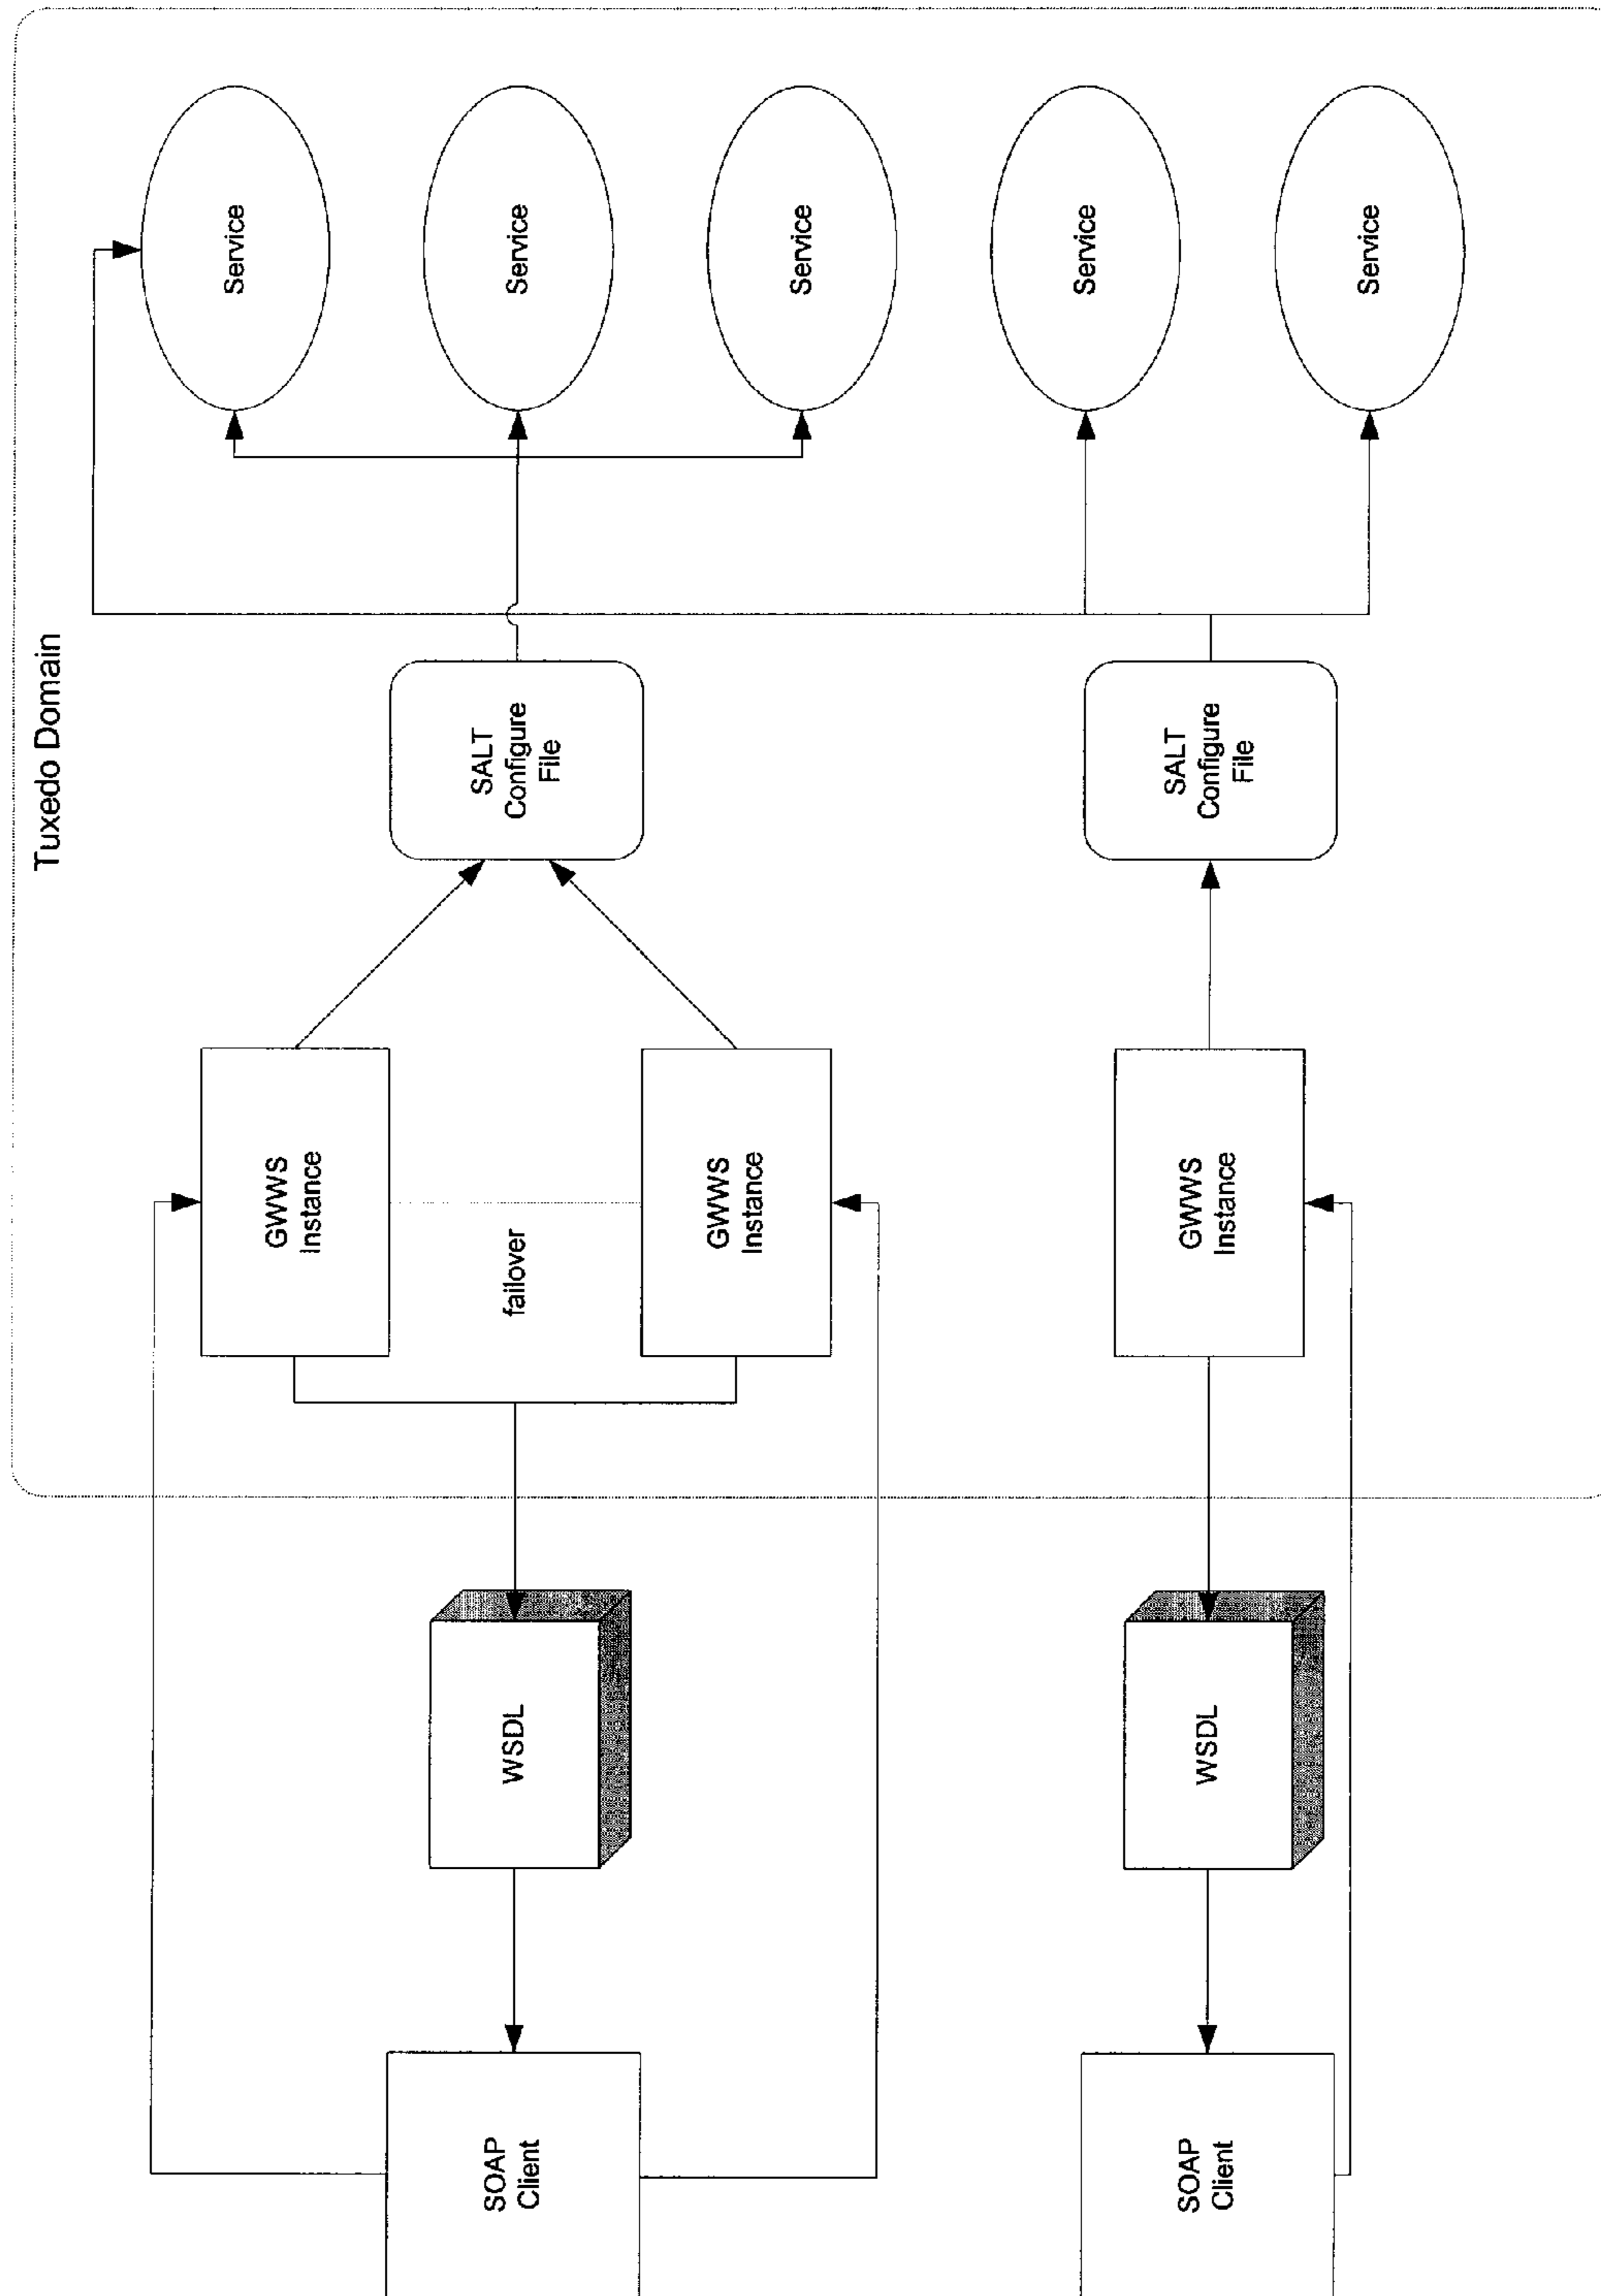 Tuxedo Domain
SOAP
Client
WSDL
GWWS
Instance
failover
GWWS
Instance
SALT
Configure
File
Service
Service
Service
SOAP
Client
WSDL
GWWS
Instance
SALT
Configure
File
Service
Service